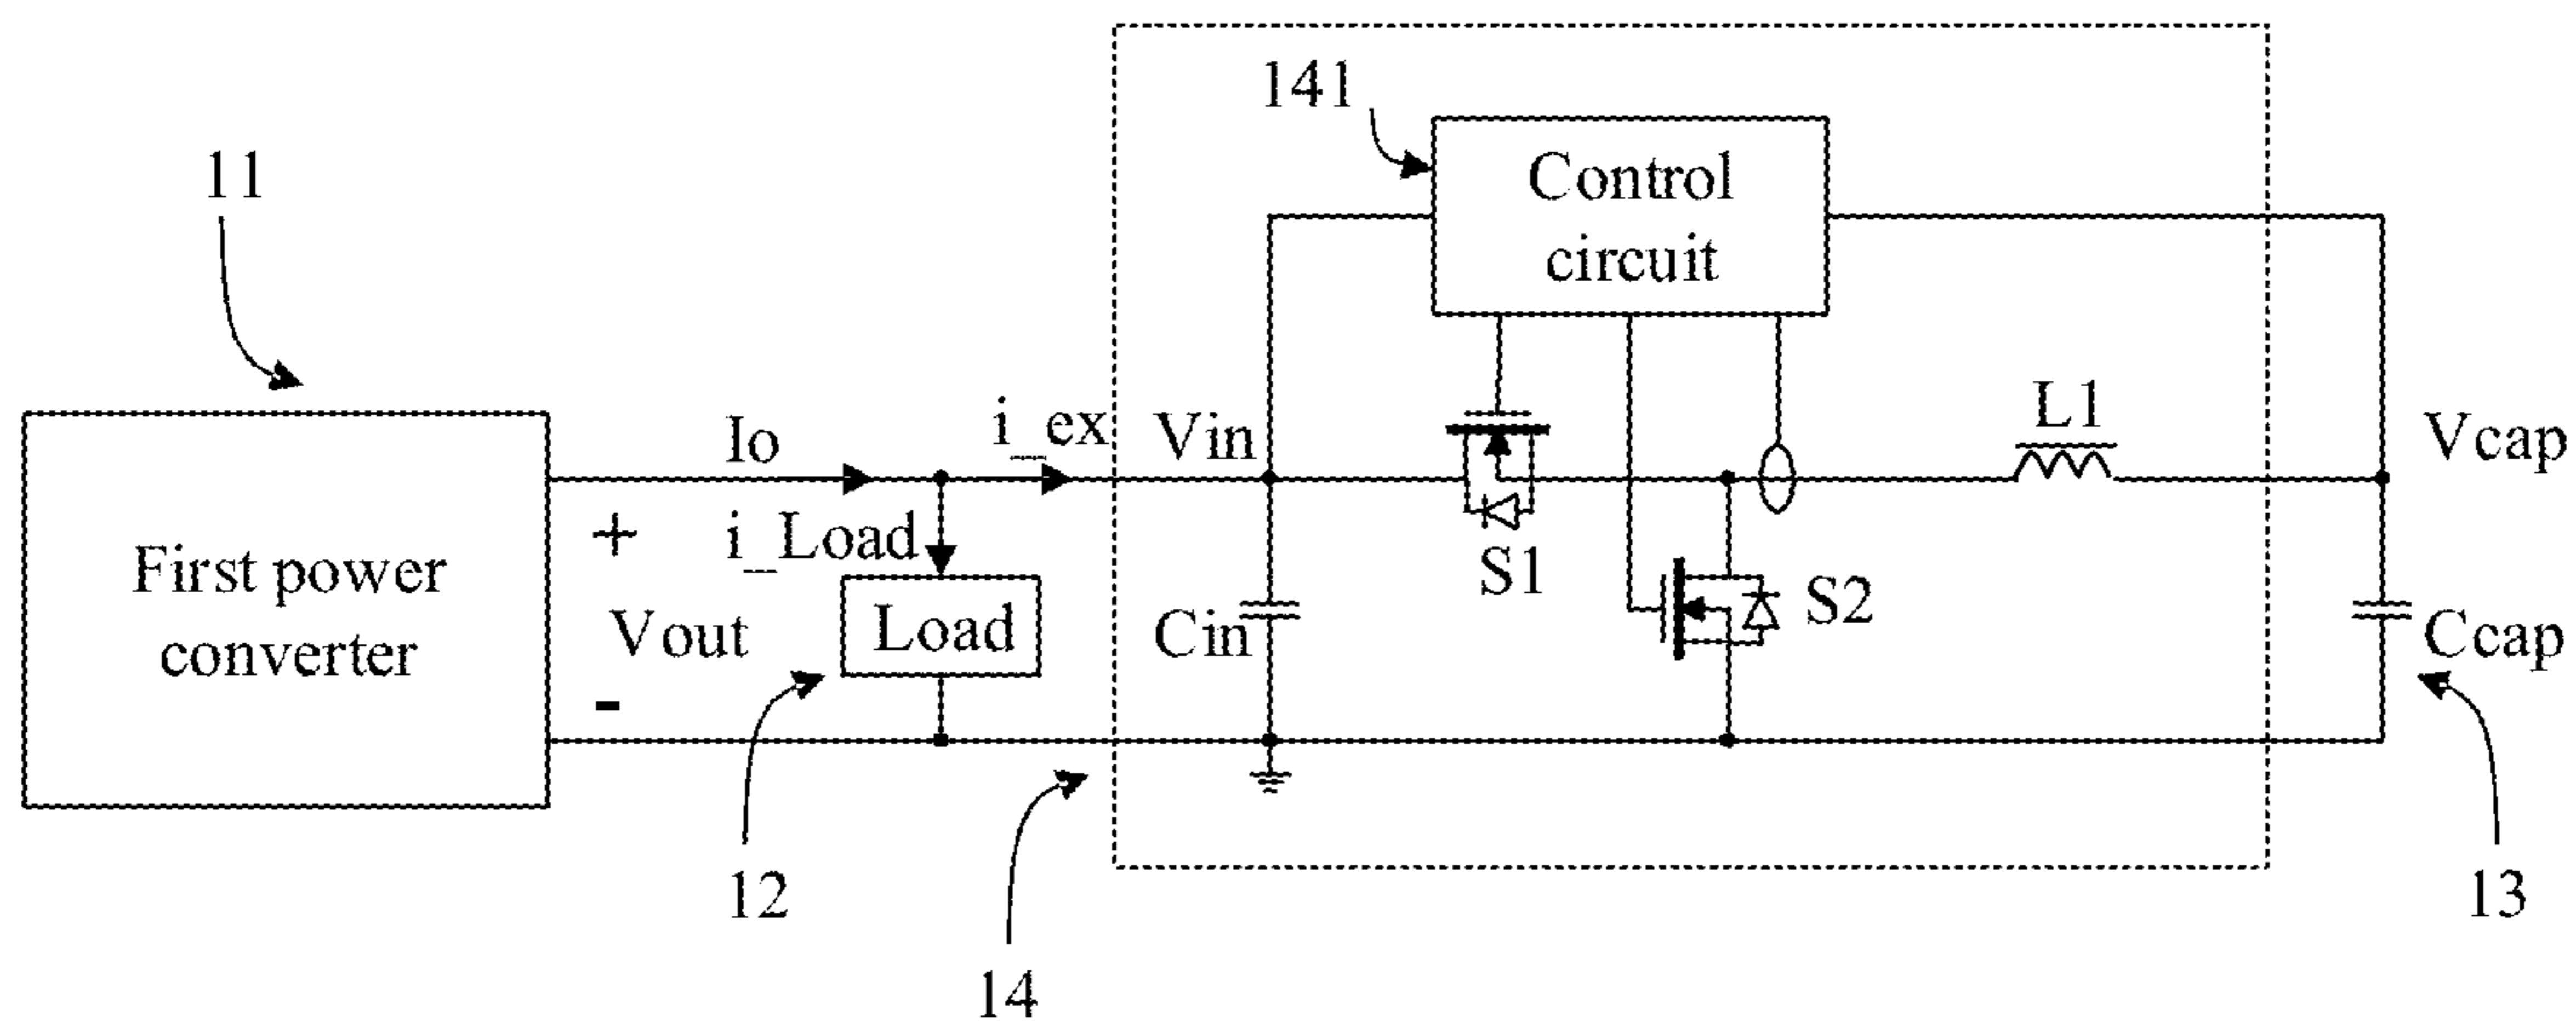 141
Control
circuit
11
Io
i_ex
Vin
L1
Vcap
First power
converter
+
i_Load
Vout
-
Load
Cin
S1
S2
Ccap
12
13
14